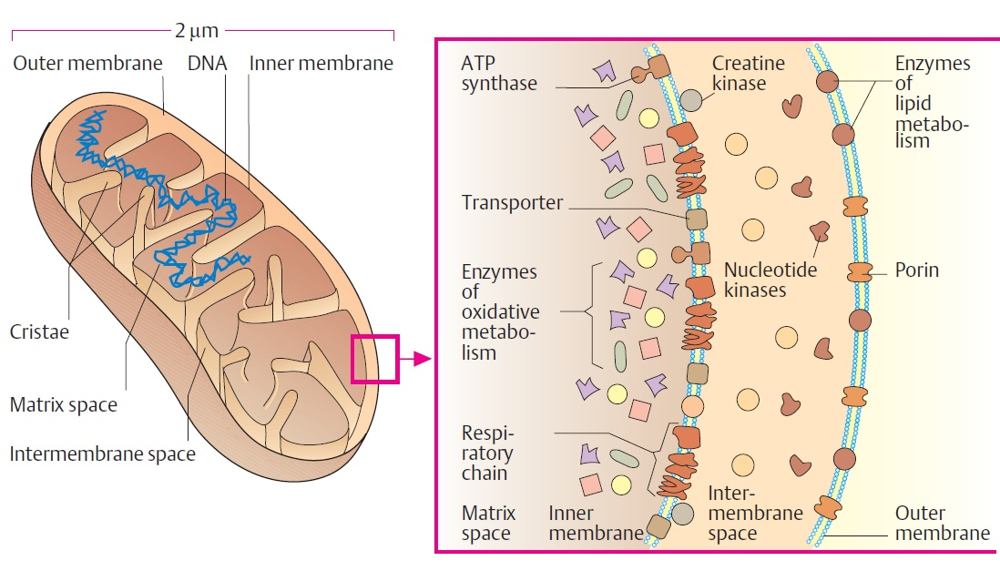 2 μm
Outer membrane
DNA
Inner membrane
Cristae
Matrix space
Intermembrane space
ATP
synthase
Creatine
kinase
Enzymes
of
lipid
metabo-
lism
Transporter
Nucleotide
kinases
Porin
Enzymes
of
oxidative
metabo-
lism
Respi-
ratory
chain
Matrix
space
Inner
membrane
Inter-
membrane
space
Outer
membrane